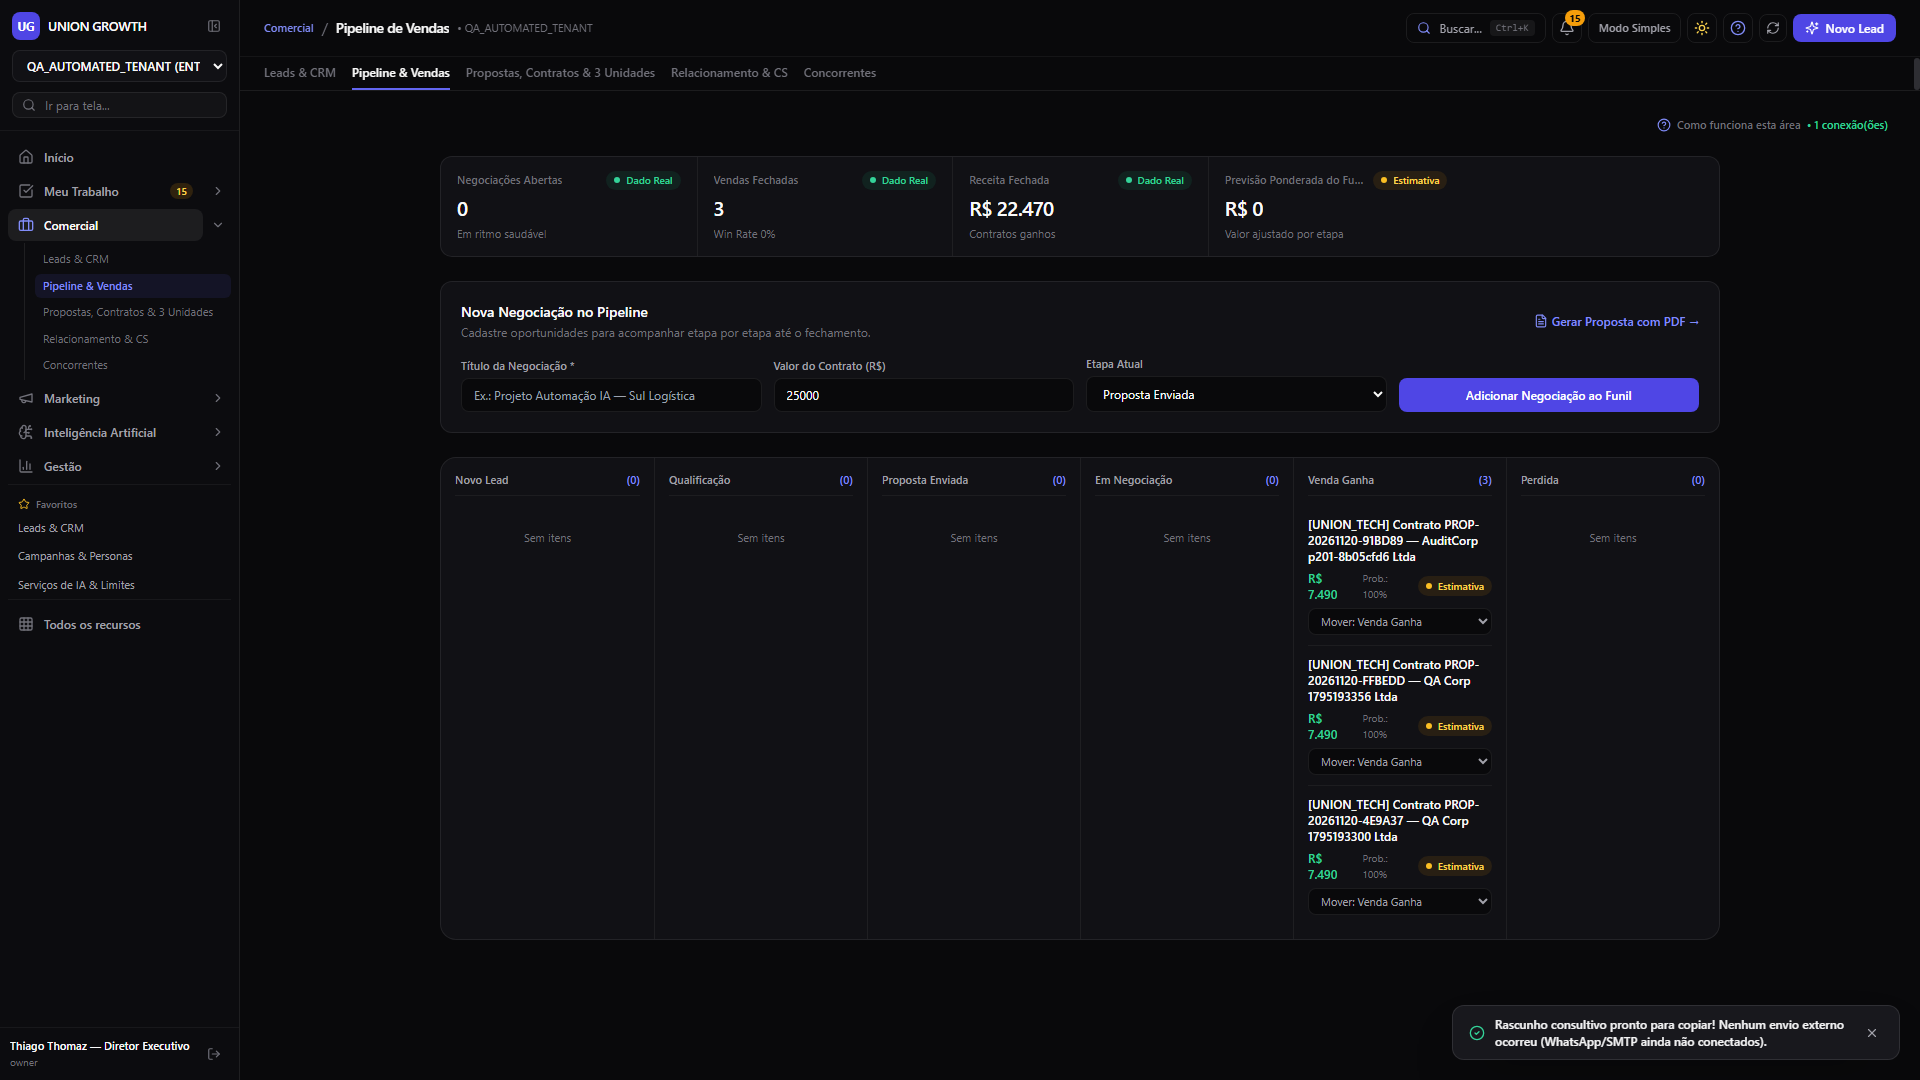 UG UNION GROWTH
QA_AUTOMATED_TENANT (ENT
Ir para tela...
Início
Meu Trabalho 15
Comercial
Leads & CRM
Pipeline & Vendas
Propostas, Contratos & 3 Unidades
Relacionamento & CS
Concorrentes
Marketing
Inteligência Artificial
Gestão
Favoritos
Leads & CRM
Campanhas & Personas
Serviços de IA & Limites
Todos os recursos
Thiago Thomaz — Diretor Executivo
owner
Comercial / Pipeline de Vendas • QA_AUTOMATED_TENANT
Buscar... Ctrl+K
15
Modo Simples
Novo Lead
Leads & CRM Pipeline & Vendas Propostas, Contratos & 3 Unidades Relacionamento & CS Concorrentes
Como funciona esta área • 1 conexão(ões)
Negociações Abertas Dado Real
0
Em ritmo saudável
Vendas Fechadas Dado Real
3
Win Rate 0%
Receita Fechada Dado Real
R$ 22.470
Contratos ganhos
Previsão Ponderada do Fu... Estimativa
R$ 0
Valor ajustado por etapa
Nova Negociação no Pipeline
Cadastre oportunidades para acompanhar etapa por etapa até o fechamento.
Gerar Proposta com PDF →
Título da Negociação *
Ex.: Projeto Automação IA — Sul Logística
Valor do Contrato (R$)
25000
Etapa Atual
Proposta Enviada
Adicionar Negociação ao Funil
Novo Lead (0)
Sem itens
Qualificação (0)
Sem itens
Proposta Enviada (0)
Sem itens
Em Negociação (0)
Sem itens
Venda Ganha (3)
[UNION_TECH] Contrato PROP-
20261120-91BD89 — AuditCorp
p201-8b05cfd6 Ltda
R$
7.490
Prob.:
100%
Estimativa
Mover: Venda Ganha
[UNION_TECH] Contrato PROP-
20261120-FFBEDD — QA Corp
1795193356 Ltda
R$
7.490
Prob.:
100%
Estimativa
Mover: Venda Ganha
[UNION_TECH] Contrato PROP-
20261120-4E9A37 — QA Corp
1795193300 Ltda
R$
7.490
Prob.:
100%
Estimativa
Mover: Venda Ganha
Perdida (0)
Sem itens
Rascunho consultivo pronto para copiar! Nenhum envio externo
ocorreu (WhatsApp/SMTP ainda não conectados).